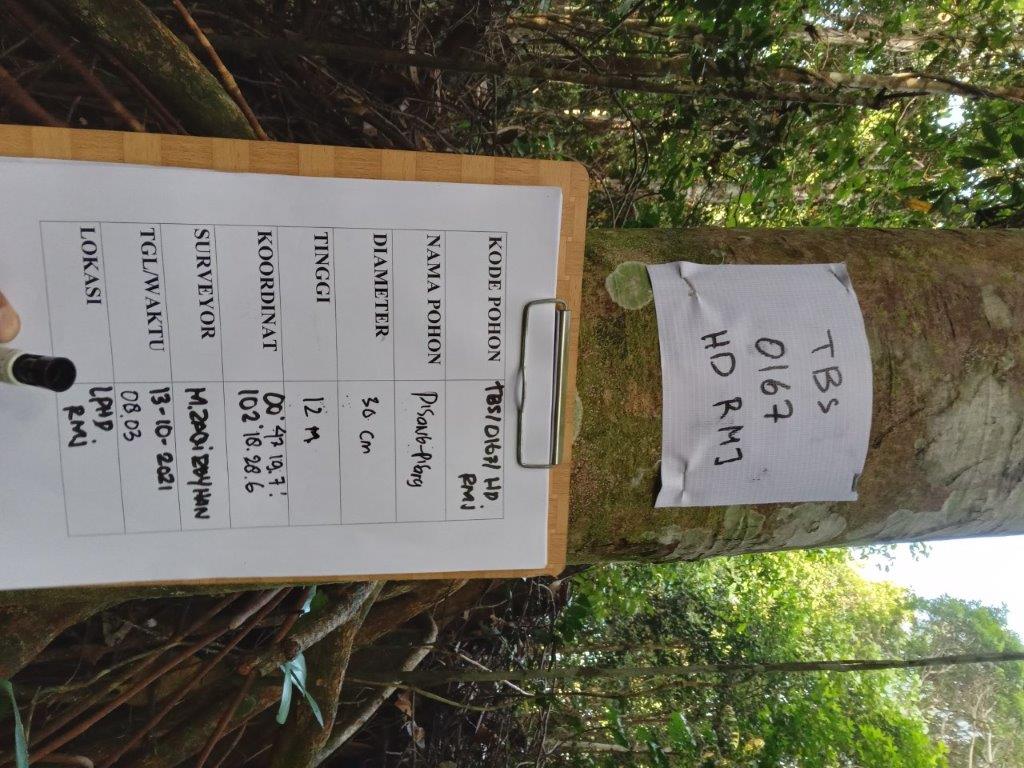 TBS
0167
HD RMJ
KODE POHON TBS/0167/ HD.
RMJ
NAMA POHON Pisang-Pisang
DIAMETER 30 cm
TINGGI 12 M
KOORDINAT 00°47'19.7"
102°18.28.6
SURVEYOR M.ZAQI REYHAN
TGL/WAKTU 13-10-2021
08.03
LOKASI LPHD.
RMJ